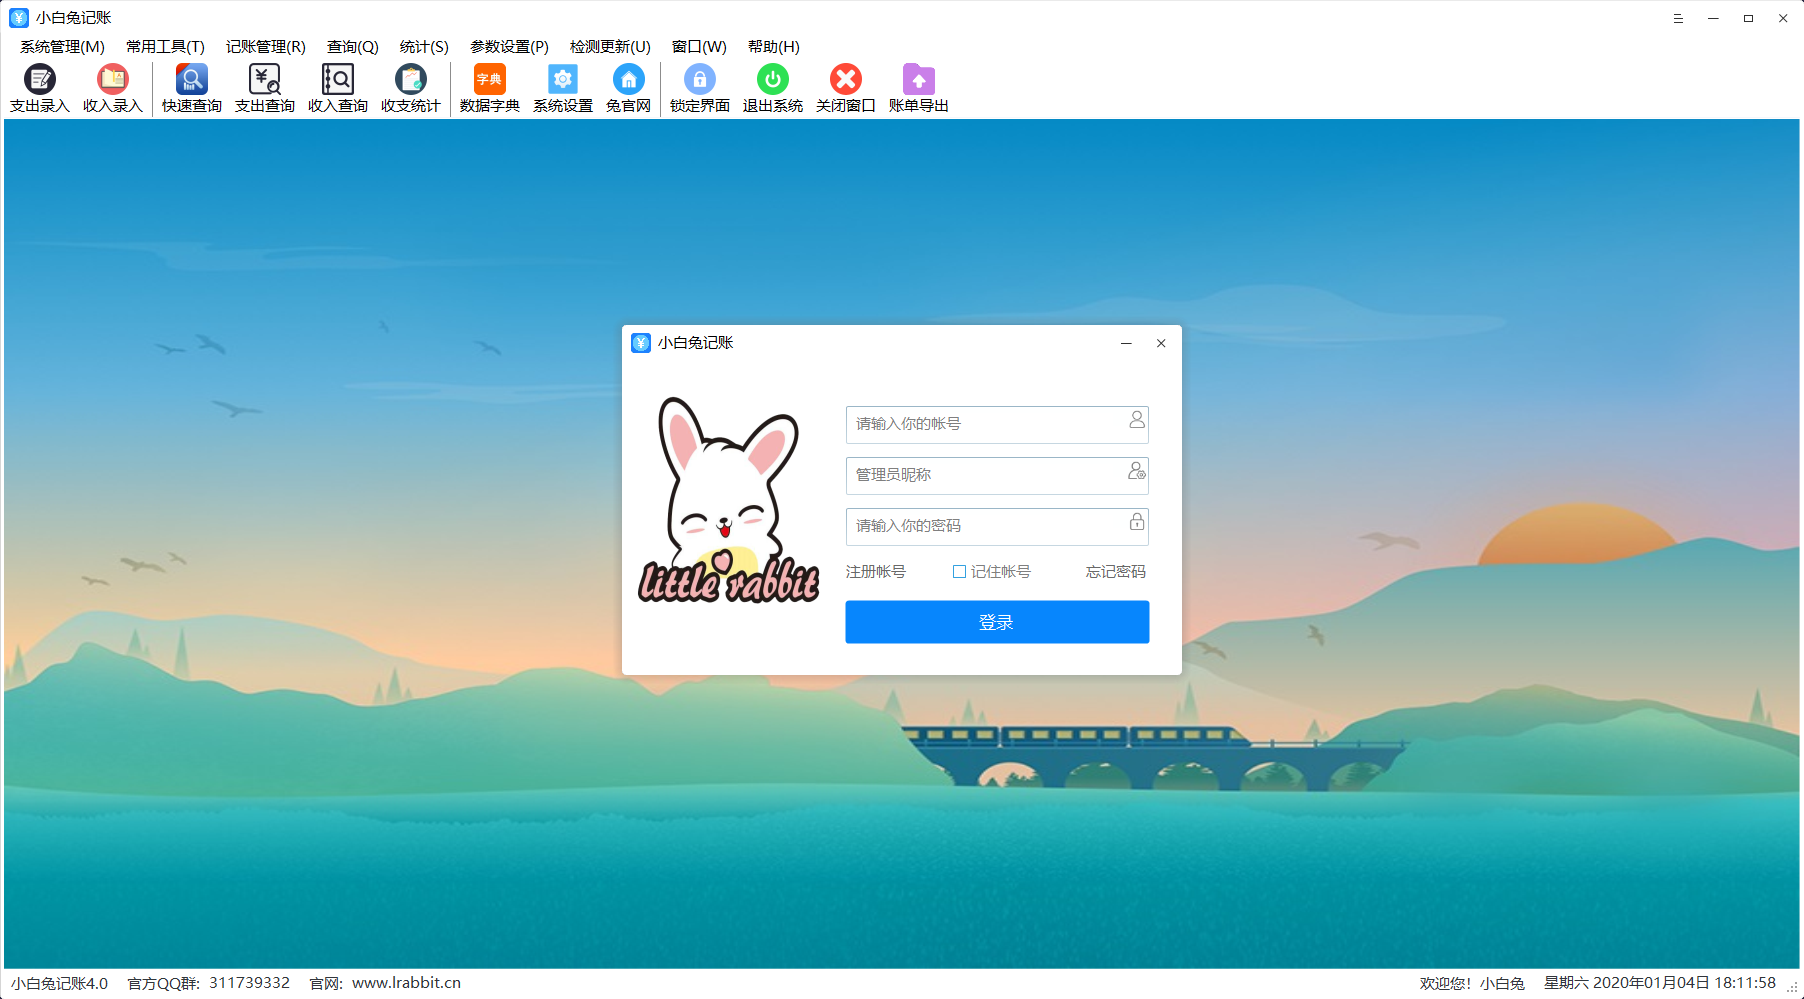 小白兔记账
系统管理(M) 常用工具(T) 记账管理(R) 查询(Q) 统计(S) 参数设置(P) 检测更新(U) 窗口(W) 帮助(H)
字典
支出录入 收入录入 快速查询 支出查询 收入查询 收支统计 数据字典 系统设置 兔官网 锁定界面 退出系统 关闭窗口 账单导出
小白兔记账
请输入你的帐号
管理员昵称
请输入你的密码
little rabbit
注册帐号 记住帐号 忘记密码
登录
小白兔记账4.0 官方QQ群: 311739332 官网: www.lrabbit.cn 欢迎您! 小白兔 星期六 2020年01月04日 18:11:58